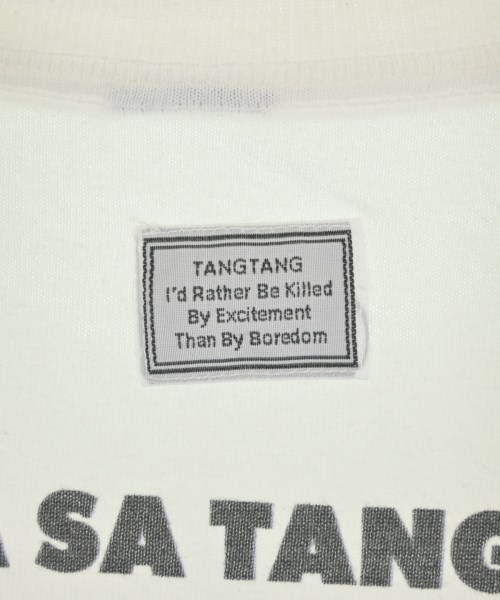 TANGTANG
I'd Rather Be Killed
By Excitement
Than By Boredom
SA TANG